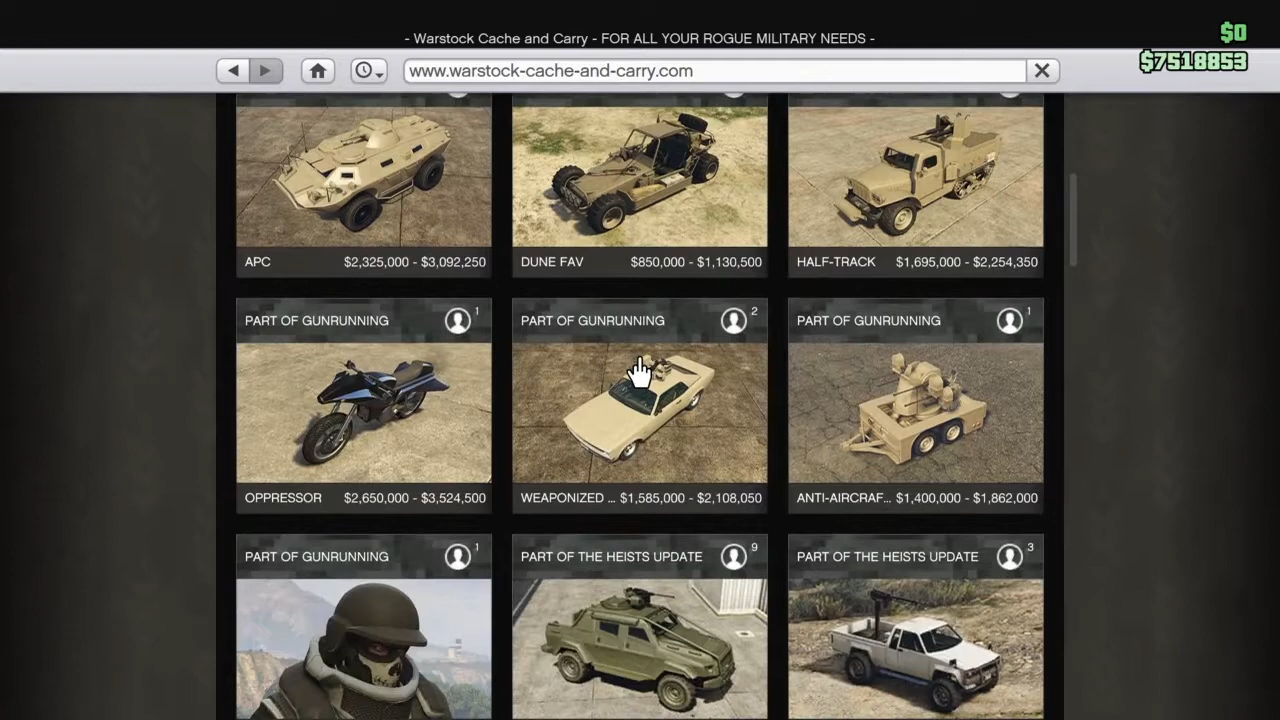 - Warstock Cache and Carry - FOR ALL YOUR ROGUE MILITARY NEEDS -
$0
www.warstock-cache-and-carry.com
$7518853
APC $2,325,000 - $3,092,250
DUNE FAV $850,000 - $1,130,500
HALF-TRACK $1,695,000 - $2,254,350
PART OF GUNRUNNING 1
PART OF GUNRUNNING 2
PART OF GUNRUNNING 1
OPPRESSOR $2,650,000 - $3,524,500
WEAPONIZED ... $1,585,000 - $2,108,050
ANTI-AIRCRAF... $1,400,000 - $1,862,000
PART OF GUNRUNNING 1
PART OF THE HEISTS UPDATE 9
PART OF THE HEISTS UPDATE 3